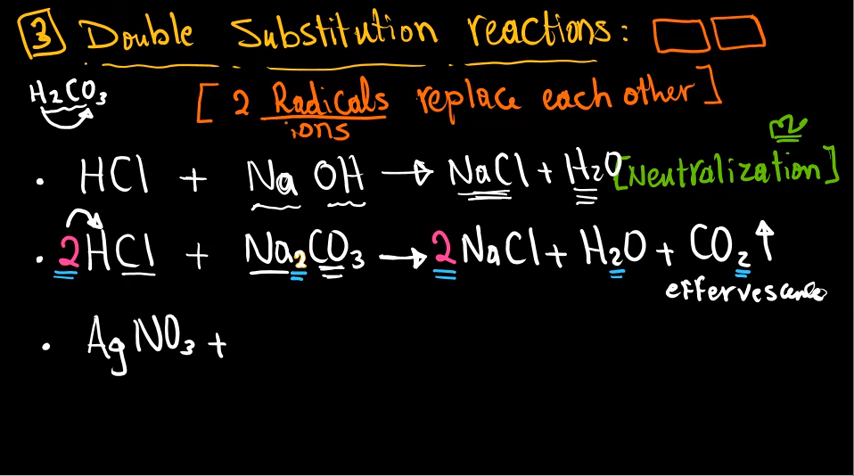 3 Double Substitution reactions:
H2CO3
[2 Radicals replace each other]
ions
. HCl + NaOH → NaCl + H2O [Neutralization]
. 2HCl + Na2CO3 → 2NaCl + H2O + CO2↑
. AgNO3 +